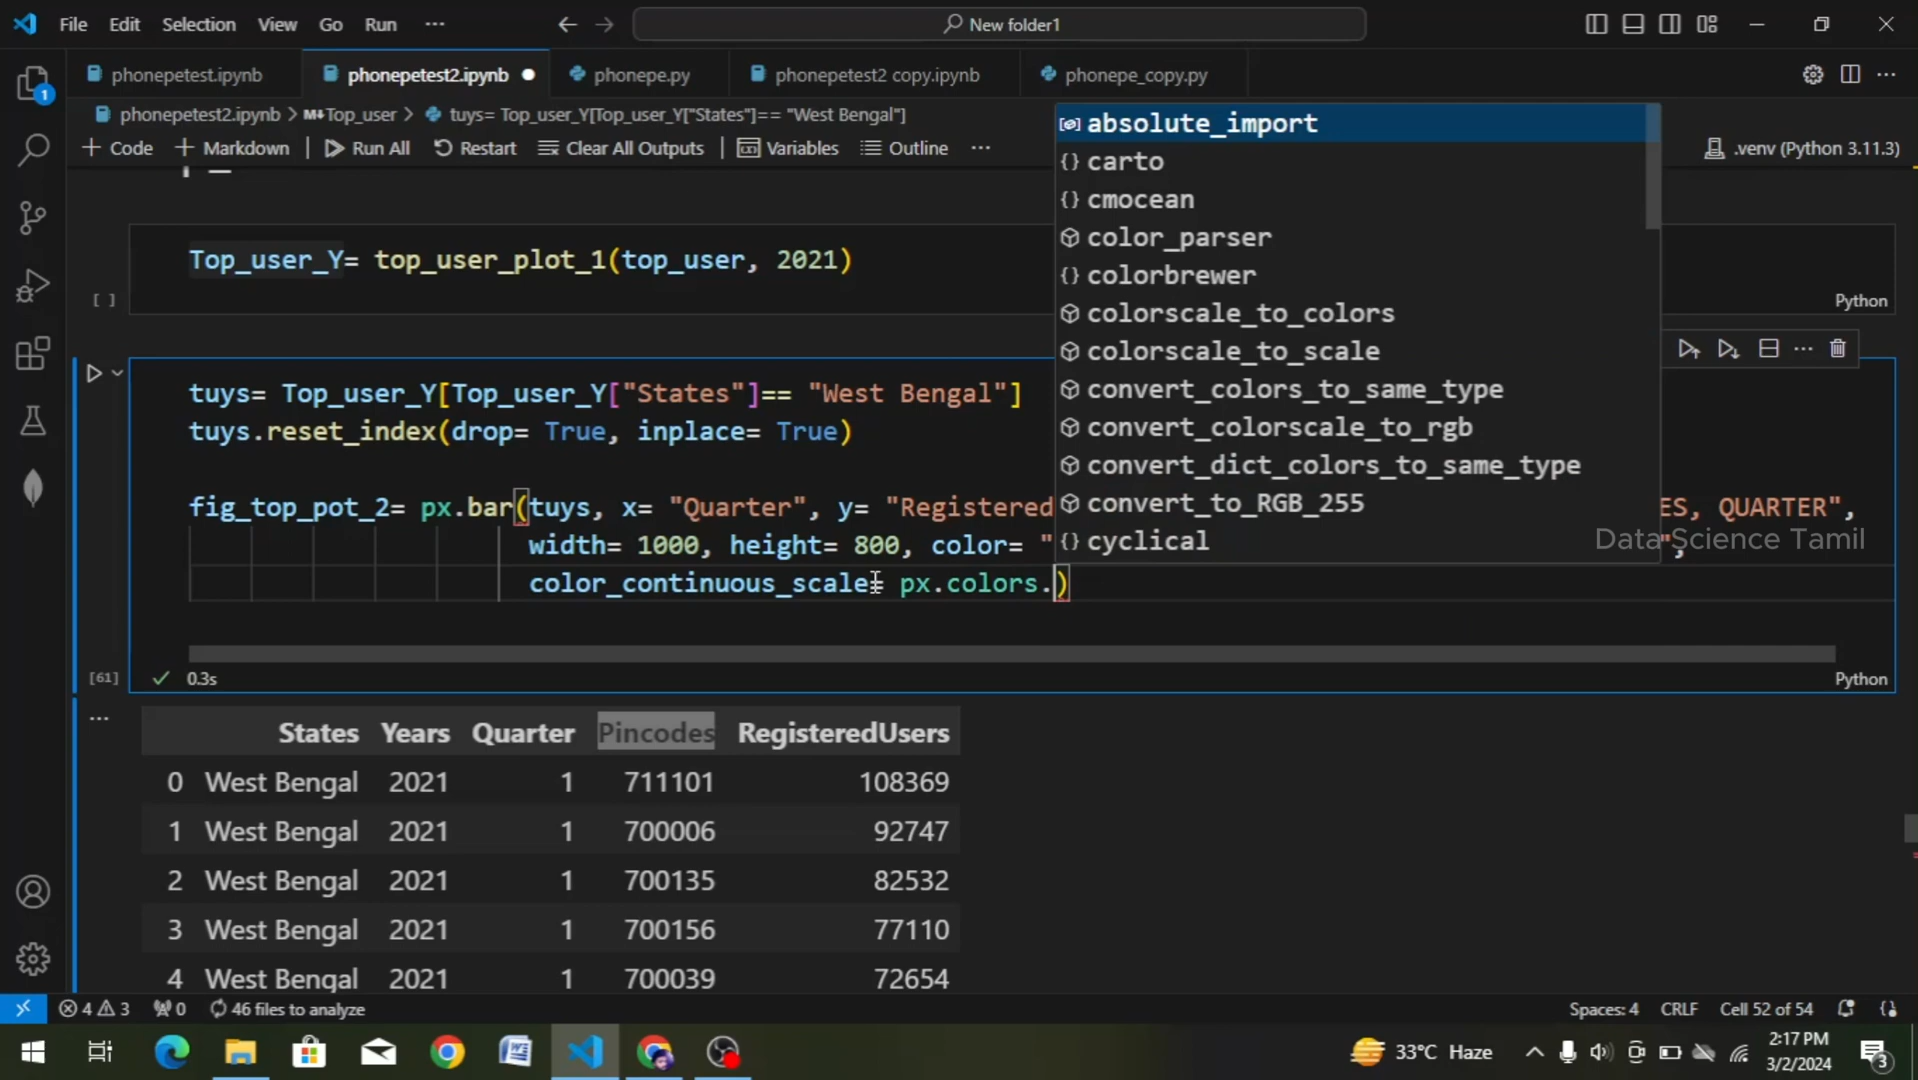 File Edit Selection View Go Run ··· New folder1
phonepetest.ipynb phonepetest2.ipynb phonepe.py phonepetest2 copy.ipynb phonepe_copy.py
phonepetest2.ipynb > M↓Top_user > tuys= Top_user_Y[Top_user_Y["States"]== "West Bengal"]
+ Code + Markdown Run All Restart Clear All Outputs Variables Outline ··· .venv (Python 3.11.3)
Top_user_Y= top_user_plot_1(top_user, 2021)
[ ] Python
absolute_import
carto
cmocean
color_parser
colorbrewer
colorscale_to_colors
colorscale_to_scale
convert_colors_to_same_type
convert_colorscale_to_rgb
convert_dict_colors_to_same_type
convert_to_RGB_255
cyclical
tuys= Top_user_Y[Top_user_Y["States"]== "West Bengal"]
tuys.reset_index(drop= True, inplace= True)
fig_top_pot_2= px.bar(tuys, x= "Quarter", y= "Registered ES, QUARTER",
width= 1000, height= 800, color= " ",
Data Science Tamil
color_continuous_scale= px.colors.)
[61] 0.3s Python
States Years Quarter Pincodes RegisteredUsers
0 West Bengal 2021 1 711101 108369
1 West Bengal 2021 1 700006 92747
2 West Bengal 2021 1 700135 82532
3 West Bengal 2021 1 700156 77110
4 West Bengal 2021 1 700039 72654
4 3 0 46 files to analyze Spaces: 4 CRLF Cell 52 of 54
33°C Haze 2:17 PM
3/2/2024
3
1